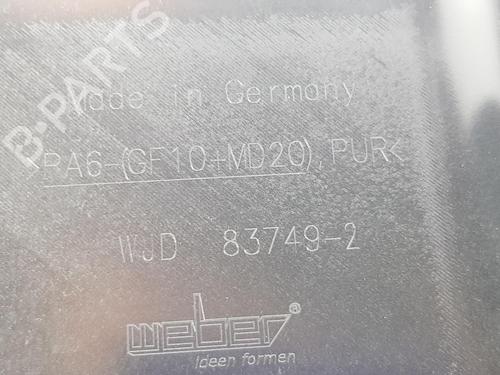 B-PARTS
Made in Germany
>PA6-(GF10+MD20), PUR<
WJD 83749-2
weber®
Ideen formen